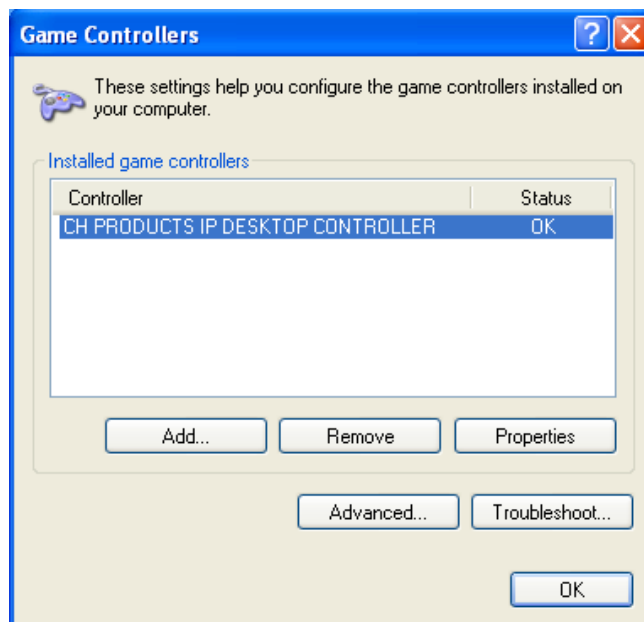 Game Controllers
?
These settings help you configure the game controllers installed on
your computer.
Installed game controllers
Controller Status
CH PRODUCTS IP DESKTOP CONTROLLER OK
Add... Remove Properties
Advanced... Troubleshoot...
OK